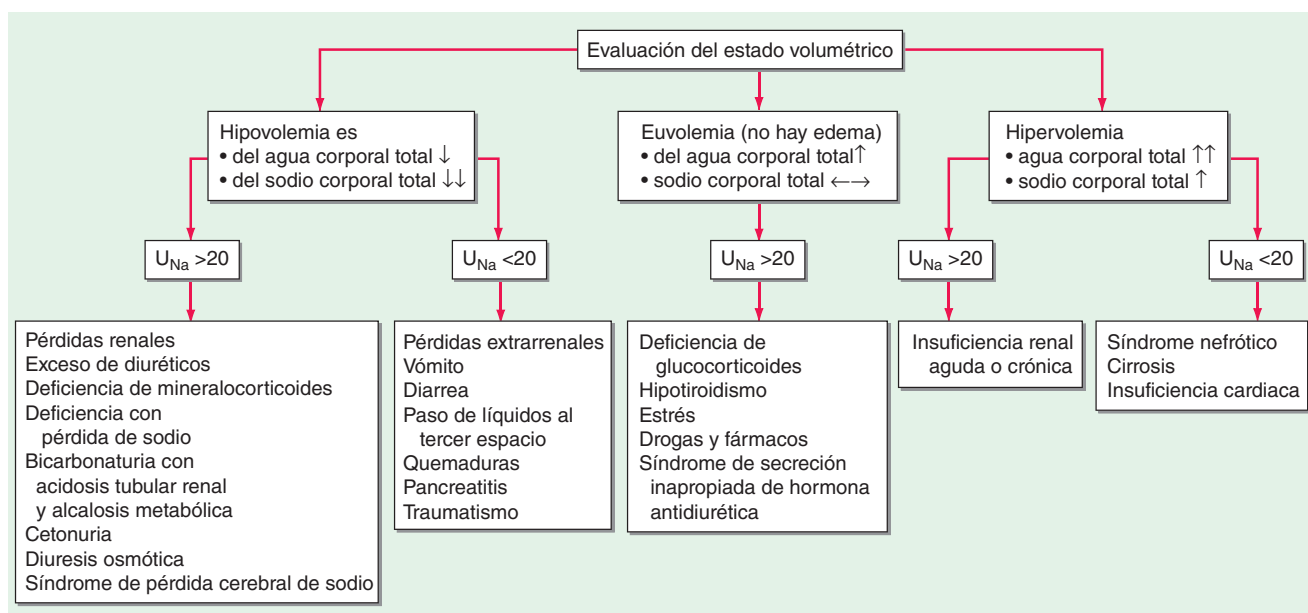 Evaluación del estado volumétrico
Hipovolemia es
• del agua corporal total ↓
• del sodio corporal total ↓↓
Euvolemia (no hay edema)
• del agua corporal total↑
• sodio corporal total ←→
Hipervolemia
• agua corporal total ↑↑
• sodio corporal total ↑
UNa >20
UNa <20
UNa >20
UNa >20
UNa <20
Pérdidas renales
Exceso de diuréticos
Deficiencia de mineralocorticoides
Deficiencia con
pérdida de sodio
Bicarbonaturia con
acidosis tubular renal
y alcalosis metabólica
Cetonuria
Diuresis osmótica
Síndrome de pérdida cerebral de sodio
Pérdidas extrarrenales
Vómito
Diarrea
Paso de líquidos al
tercer espacio
Quemaduras
Pancreatitis
Traumatismo
Deficiencia de
glucocorticoides
Hipotiroidismo
Estrés
Drogas y fármacos
Síndrome de secreción
inapropiada de hormona
antidiurética
Insuficiencia renal
aguda o crónica
Síndrome nefrótico
Cirrosis
Insuficiencia cardiaca